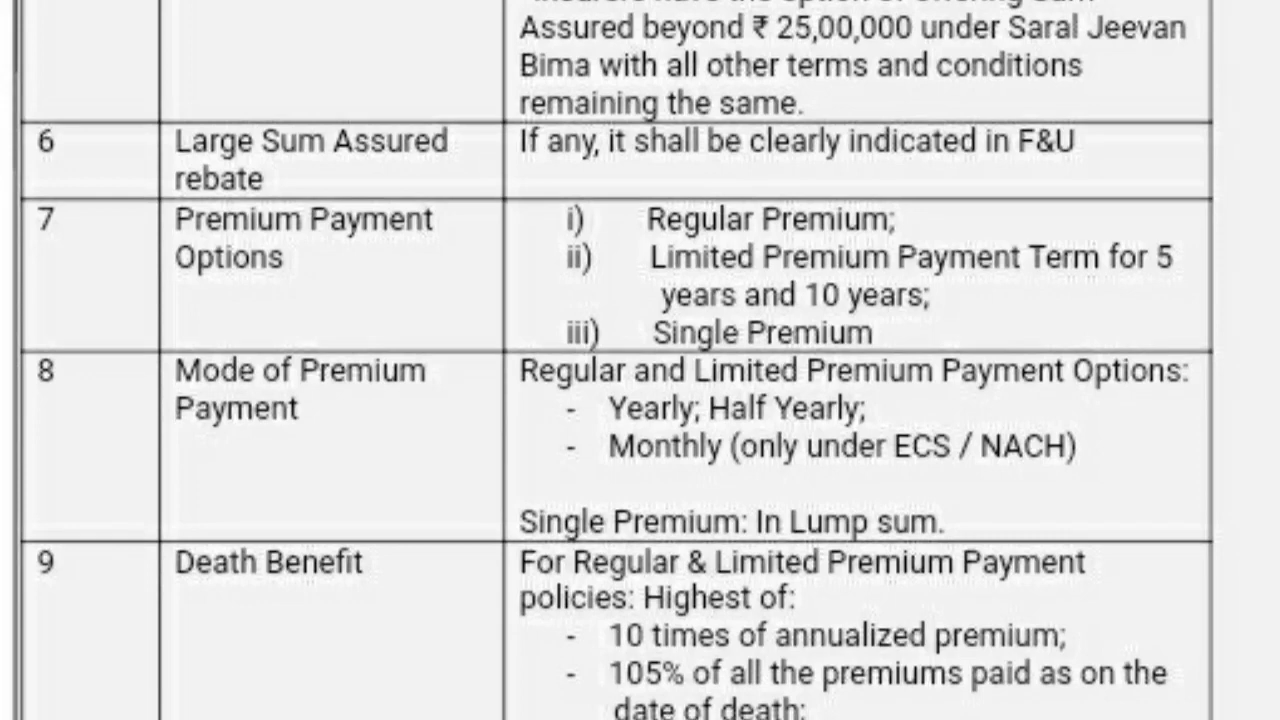 Assured beyond ₹ 25,00,000 under Saral Jeevan
Bima with all other terms and conditions
remaining the same.
6
Large Sum Assured
rebate
If any, it shall be clearly indicated in F&U
7
Premium Payment
Options
i) Regular Premium;
ii) Limited Premium Payment Term for 5
years and 10 years;
iii) Single Premium
8
Mode of Premium
Payment
Regular and Limited Premium Payment Options:
- Yearly; Half Yearly;
- Monthly (only under ECS / NACH)
Single Premium: In Lump sum.
9
Death Benefit
For Regular & Limited Premium Payment
policies: Highest of:
- 10 times of annualized premium;
- 105% of all the premiums paid as on the
date of death;